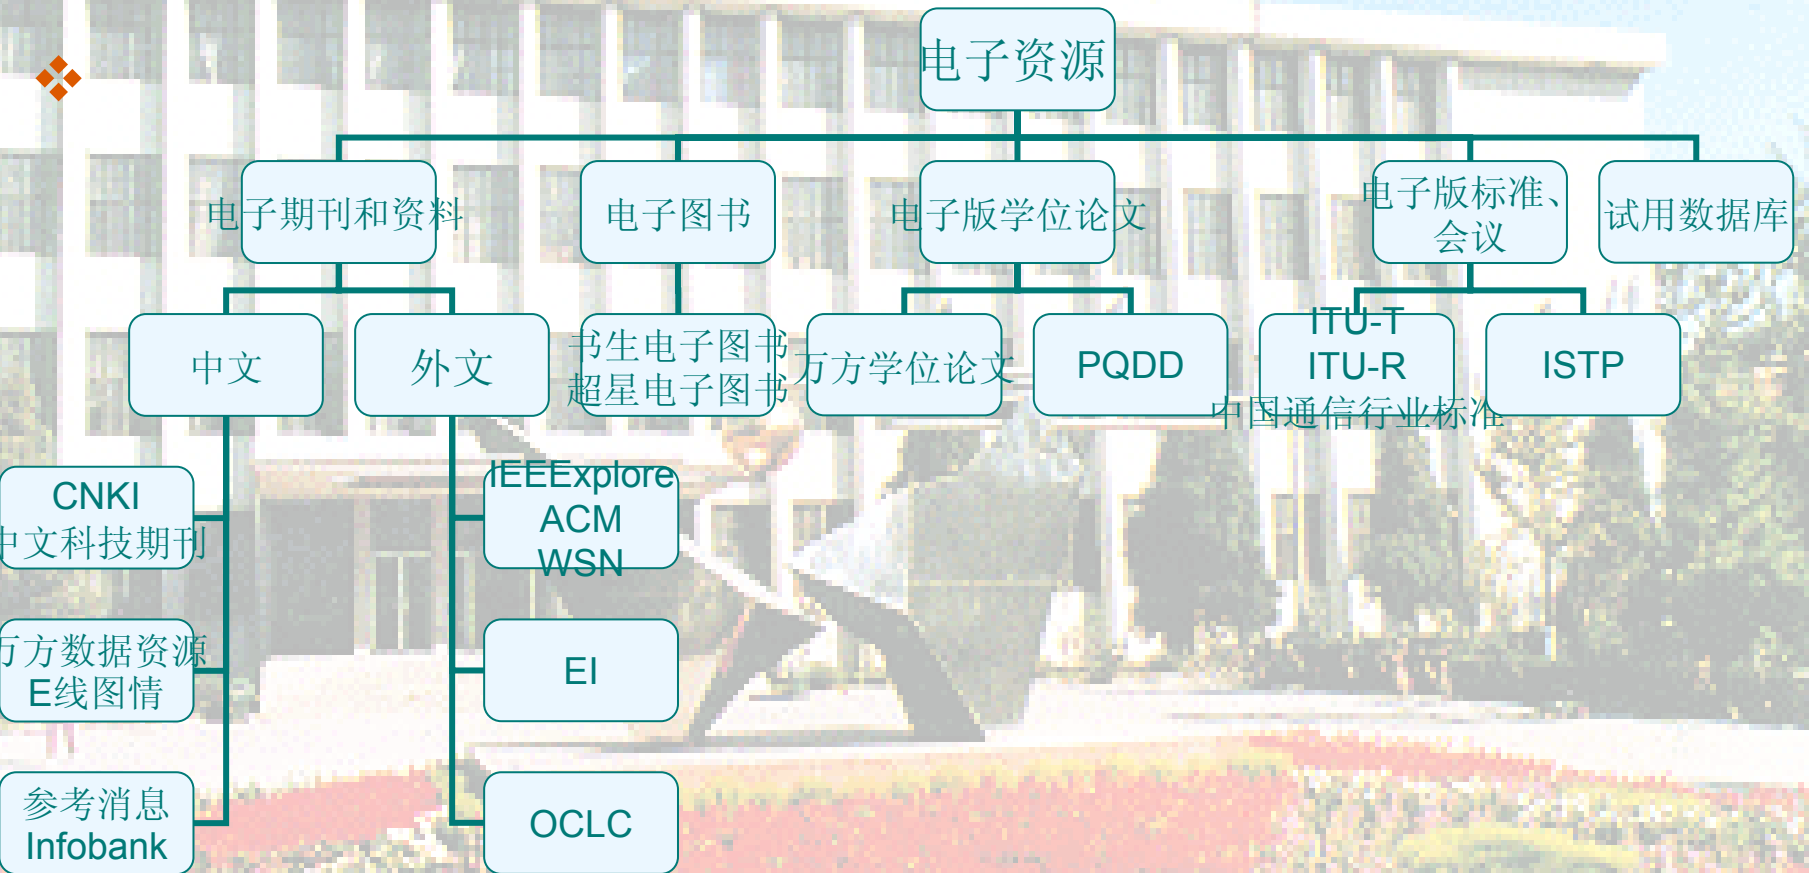 电子资源
电子期刊和资料
电子图书
电子版学位论文
电子版标准、
会议
试用数据库
中文
外文
书生电子图书
超星电子图书
万方学位论文
PQDD
ITU-T
ITU-R
中国通信行业标准
ISTP
CNKI
中文科技期刊
IEEExplore
ACM
WSN
万方数据资源
E线图情
EI
参考消息
Infobank
OCLC